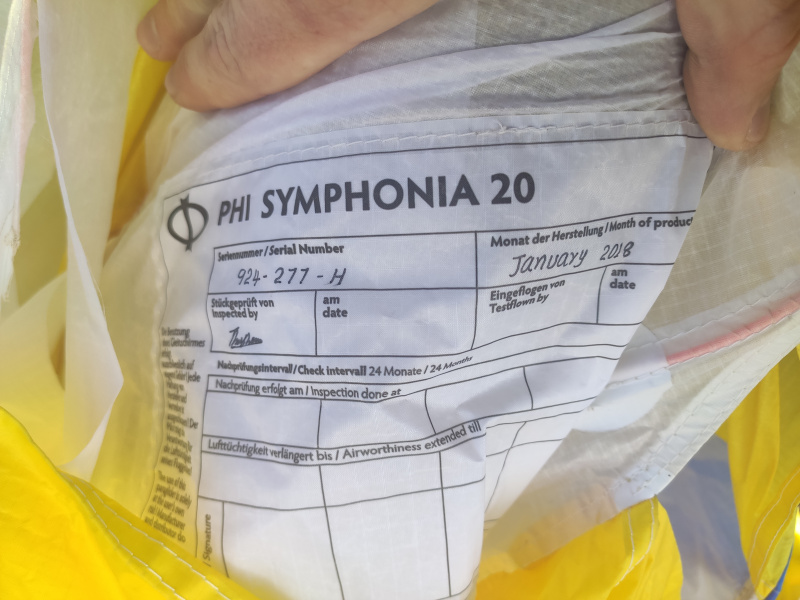 PHI SYMPHONIA 20
Seriennummer / Serial Number
924-277-H
Monat der Herstellung / Month of produc
January 2018
Stückgeprüft von
Inspected by
am
date
Eingeflogen von
Testflown by
am
date
Nachprüfungsintervall / Check intervall 24 Monate / 24 Months
Nachprüfung erfolgt am / Inspection done at
Lufttüchtigkeit verlängert bis / Airworthiness extended till
/ Signature